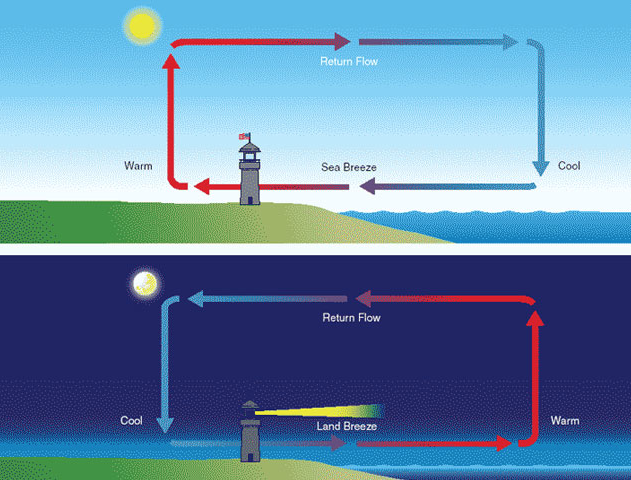 Return Flow
Warm
Sea Breeze
Cool
Return Flow
Cool
Land Breeze
Warm